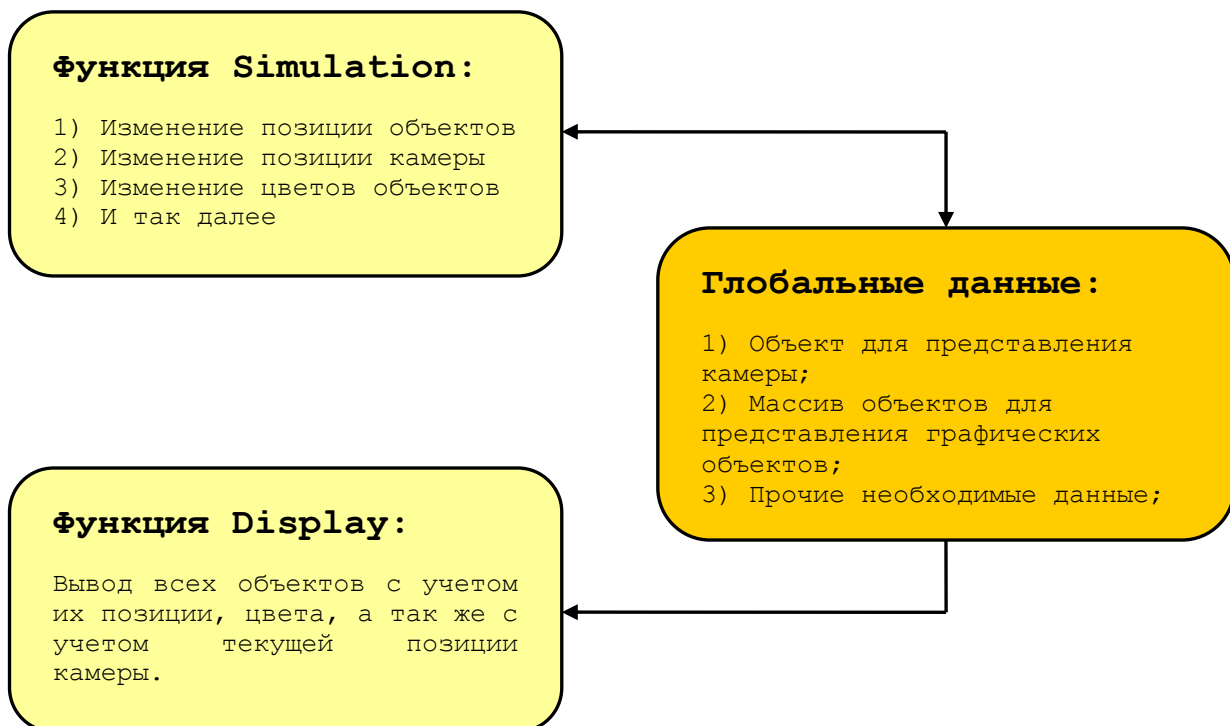 Функция Simulation:
1) Изменение позиции объектов
2) Изменение позиции камеры
3) Изменение цветов объектов
4) И так далее
Глобальные данные:
1) Объект для представления
камеры;
2) Массив объектов для
представления графических
объектов;
3) Прочие необходимые данные;
Функция Display:
Вывод всех объектов с учетом
их позиции, цвета, а так же с
учетом текущей позиции
камеры.